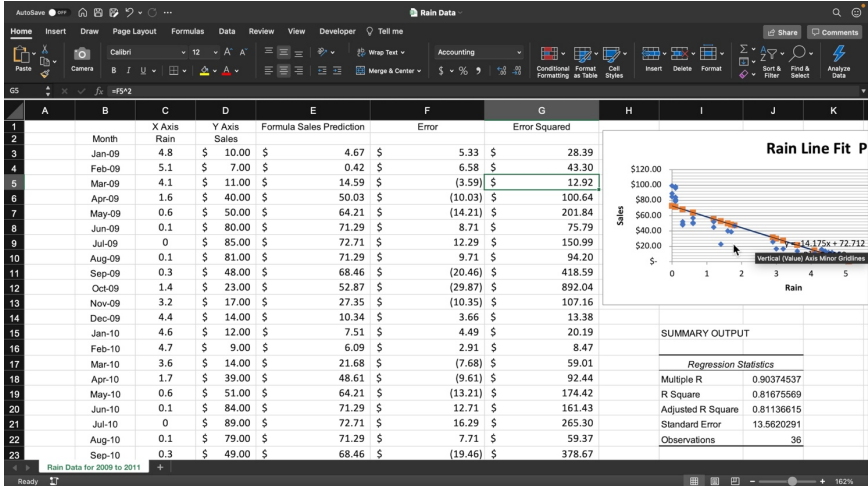 AutoSave OFF ... Rain Data
Home Insert Draw Page Layout Formulas Data Review View Developer Tell me Share Comments
Paste Camera Calibri 12 A^ A˅ Wrap Text Accounting Conditional Formatting Format as Table Cell Styles Insert Delete Format Sort & Filter Find & Select Analyze Data
B I U A Merge & Center $ % 9
G5 fx =F5^2
A B C D E F G H I J K
1 X Axis Y Axis Formula Sales Prediction Error Error Squared
2 Month Rain Sales
3 Jan-09 4.8 $ 10.00 $ 4.67 $ 5.33 $ 28.39
4 Feb-09 5.1 $ 7.00 $ 0.42 $ 6.58 $ 43.30
5 Mar-09 4.1 $ 11.00 $ 14.59 $ (3.59) $ 12.92
6 Apr-09 1.6 $ 40.00 $ 50.03 $ (10.03) $ 100.64
7 May-09 0.6 $ 50.00 $ 64.21 $ (14.21) $ 201.84
8 Jun-09 0.1 $ 80.00 $ 71.29 $ 8.71 $ 75.79
9 Jul-09 0 $ 85.00 $ 72.71 $ 12.29 $ 150.99
10 Aug-09 0.1 $ 81.00 $ 71.29 $ 9.71 $ 94.20
11 Sep-09 0.3 $ 48.00 $ 68.46 $ (20.46) $ 418.59
12 Oct-09 1.4 $ 23.00 $ 52.87 $ (29.87) $ 892.04
13 Nov-09 3.2 $ 17.00 $ 27.35 $ (10.35) $ 107.16
14 Dec-09 4.4 $ 14.00 $ 10.34 $ 3.66 $ 13.38
15 Jan-10 4.6 $ 12.00 $ 7.51 $ 4.49 $ 20.19
16 Feb-10 4.7 $ 9.00 $ 6.09 $ 2.91 $ 8.47
17 Mar-10 3.6 $ 14.00 $ 21.68 $ (7.68) $ 59.01
18 Apr-10 1.7 $ 39.00 $ 48.61 $ (9.61) $ 92.44
19 May-10 0.6 $ 51.00 $ 64.21 $ (13.21) $ 174.42
20 Jun-10 0.1 $ 84.00 $ 71.29 $ 12.71 $ 161.43
21 Jul-10 0 $ 89.00 $ 72.71 $ 16.29 $ 265.30
22 Aug-10 0.1 $ 79.00 $ 71.29 $ 7.71 $ 59.37
23 Sep-10 0.3 $ 49.00 $ 68.46 $ (19.46) $ 378.67
Rain Line Fit P
$120.00
$100.00
$80.00
$60.00
$40.00
$20.00
$-
Sales
14.175x + 72.712
Vertical (Value) Axis Minor Gridlines
0 1 2 3 4 5
Rain
SUMMARY OUTPUT
Regression Statistics
Multiple R 0.90374537
R Square 0.81675569
Adjusted R Square 0.81136615
Standard Error 13.5620291
Observations 36
Rain Data for 2009 to 2011 +
Ready 162%